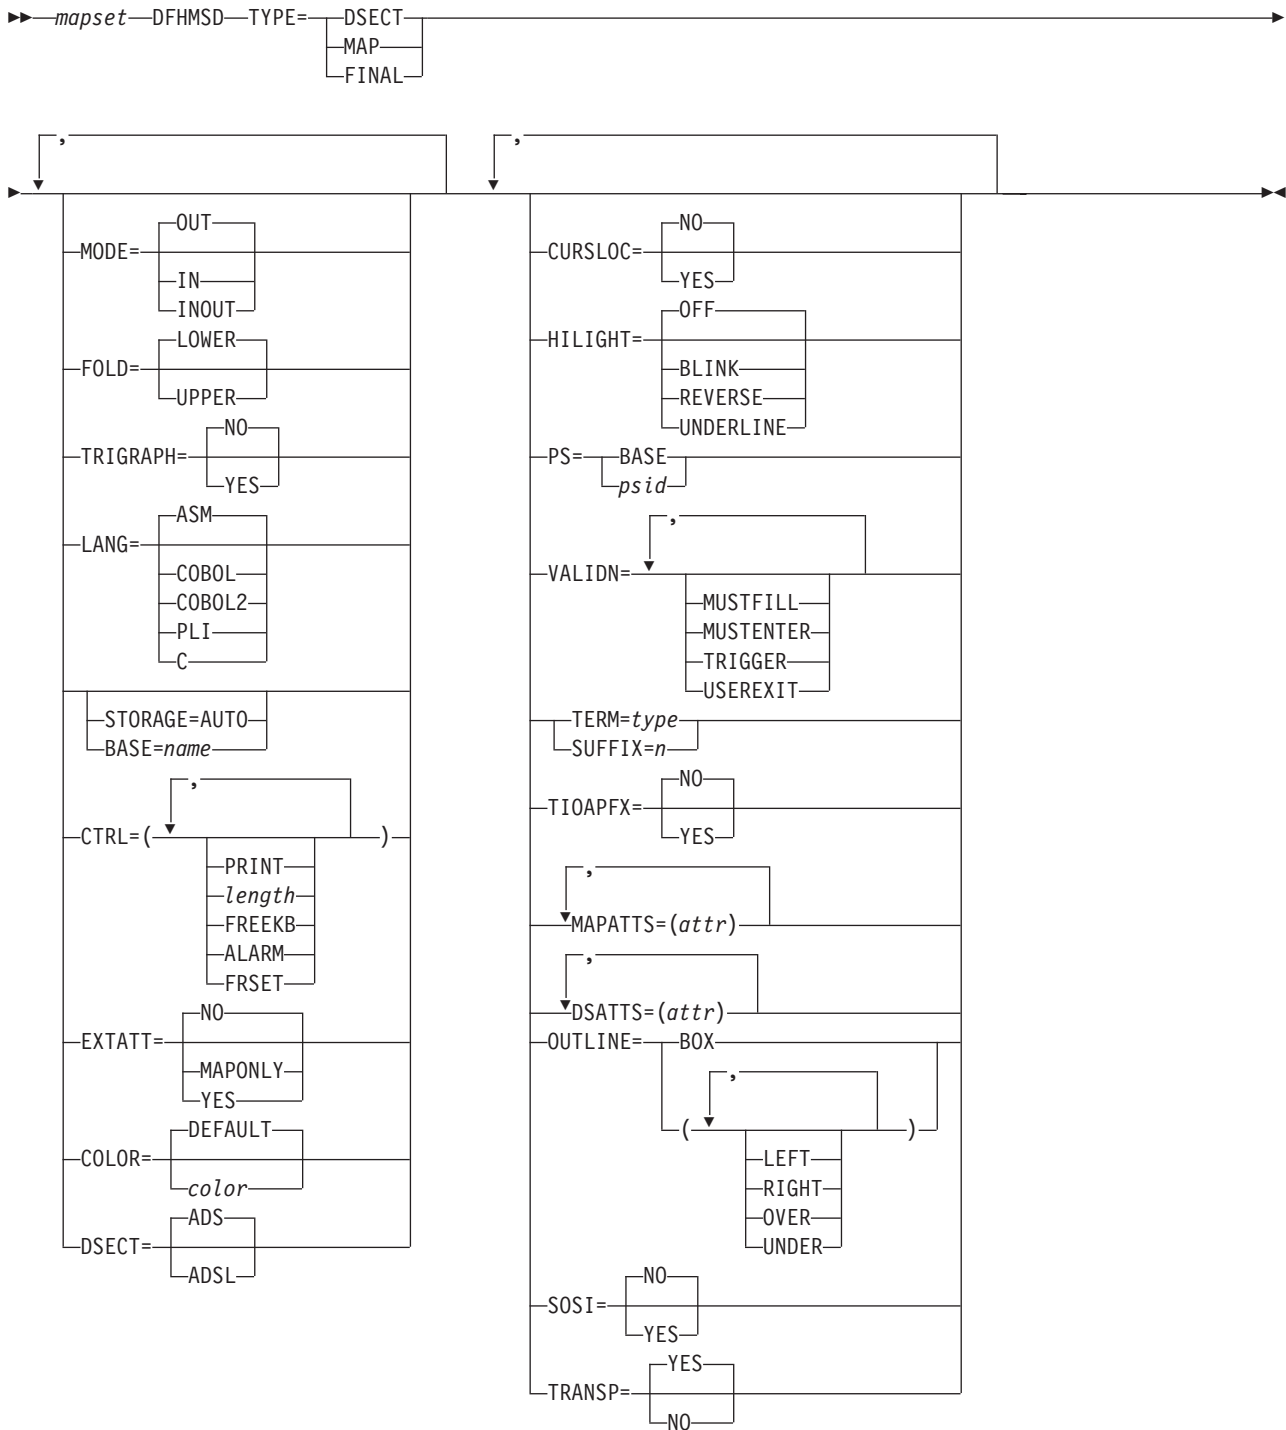 mapset DFHMSD TYPE= DSECT
MAP
FINAL
,
MODE= OUT
IN
INOUT
FOLD= LOWER
UPPER
TRIGRAPH= NO
YES
LANG= ASM
COBOL
COBOL2
PLI
C
STORAGE=AUTO
BASE=name
,
CTRL=( )
PRINT
length
FREEKB
ALARM
FRSET
EXTATT= NO
MAPONLY
YES
COLOR= DEFAULT
color
DSECT= ADS
ADSL
,
CURSLOC= NO
YES
HILIGHT= OFF
BLINK
REVERSE
UNDERLINE
PS= BASE
psid
,
VALIDN=
MUSTFILL
MUSTENTER
TRIGGER
USEREXIT
TERM=type
SUFFIX=n
TIOAPFX= NO
YES
,
MAPATTS=(attr)
,
DSATTS=(attr)
OUTLINE= BOX
,
( )
LEFT
RIGHT
OVER
UNDER
SOSI= NO
YES
TRANSP= YES
NO